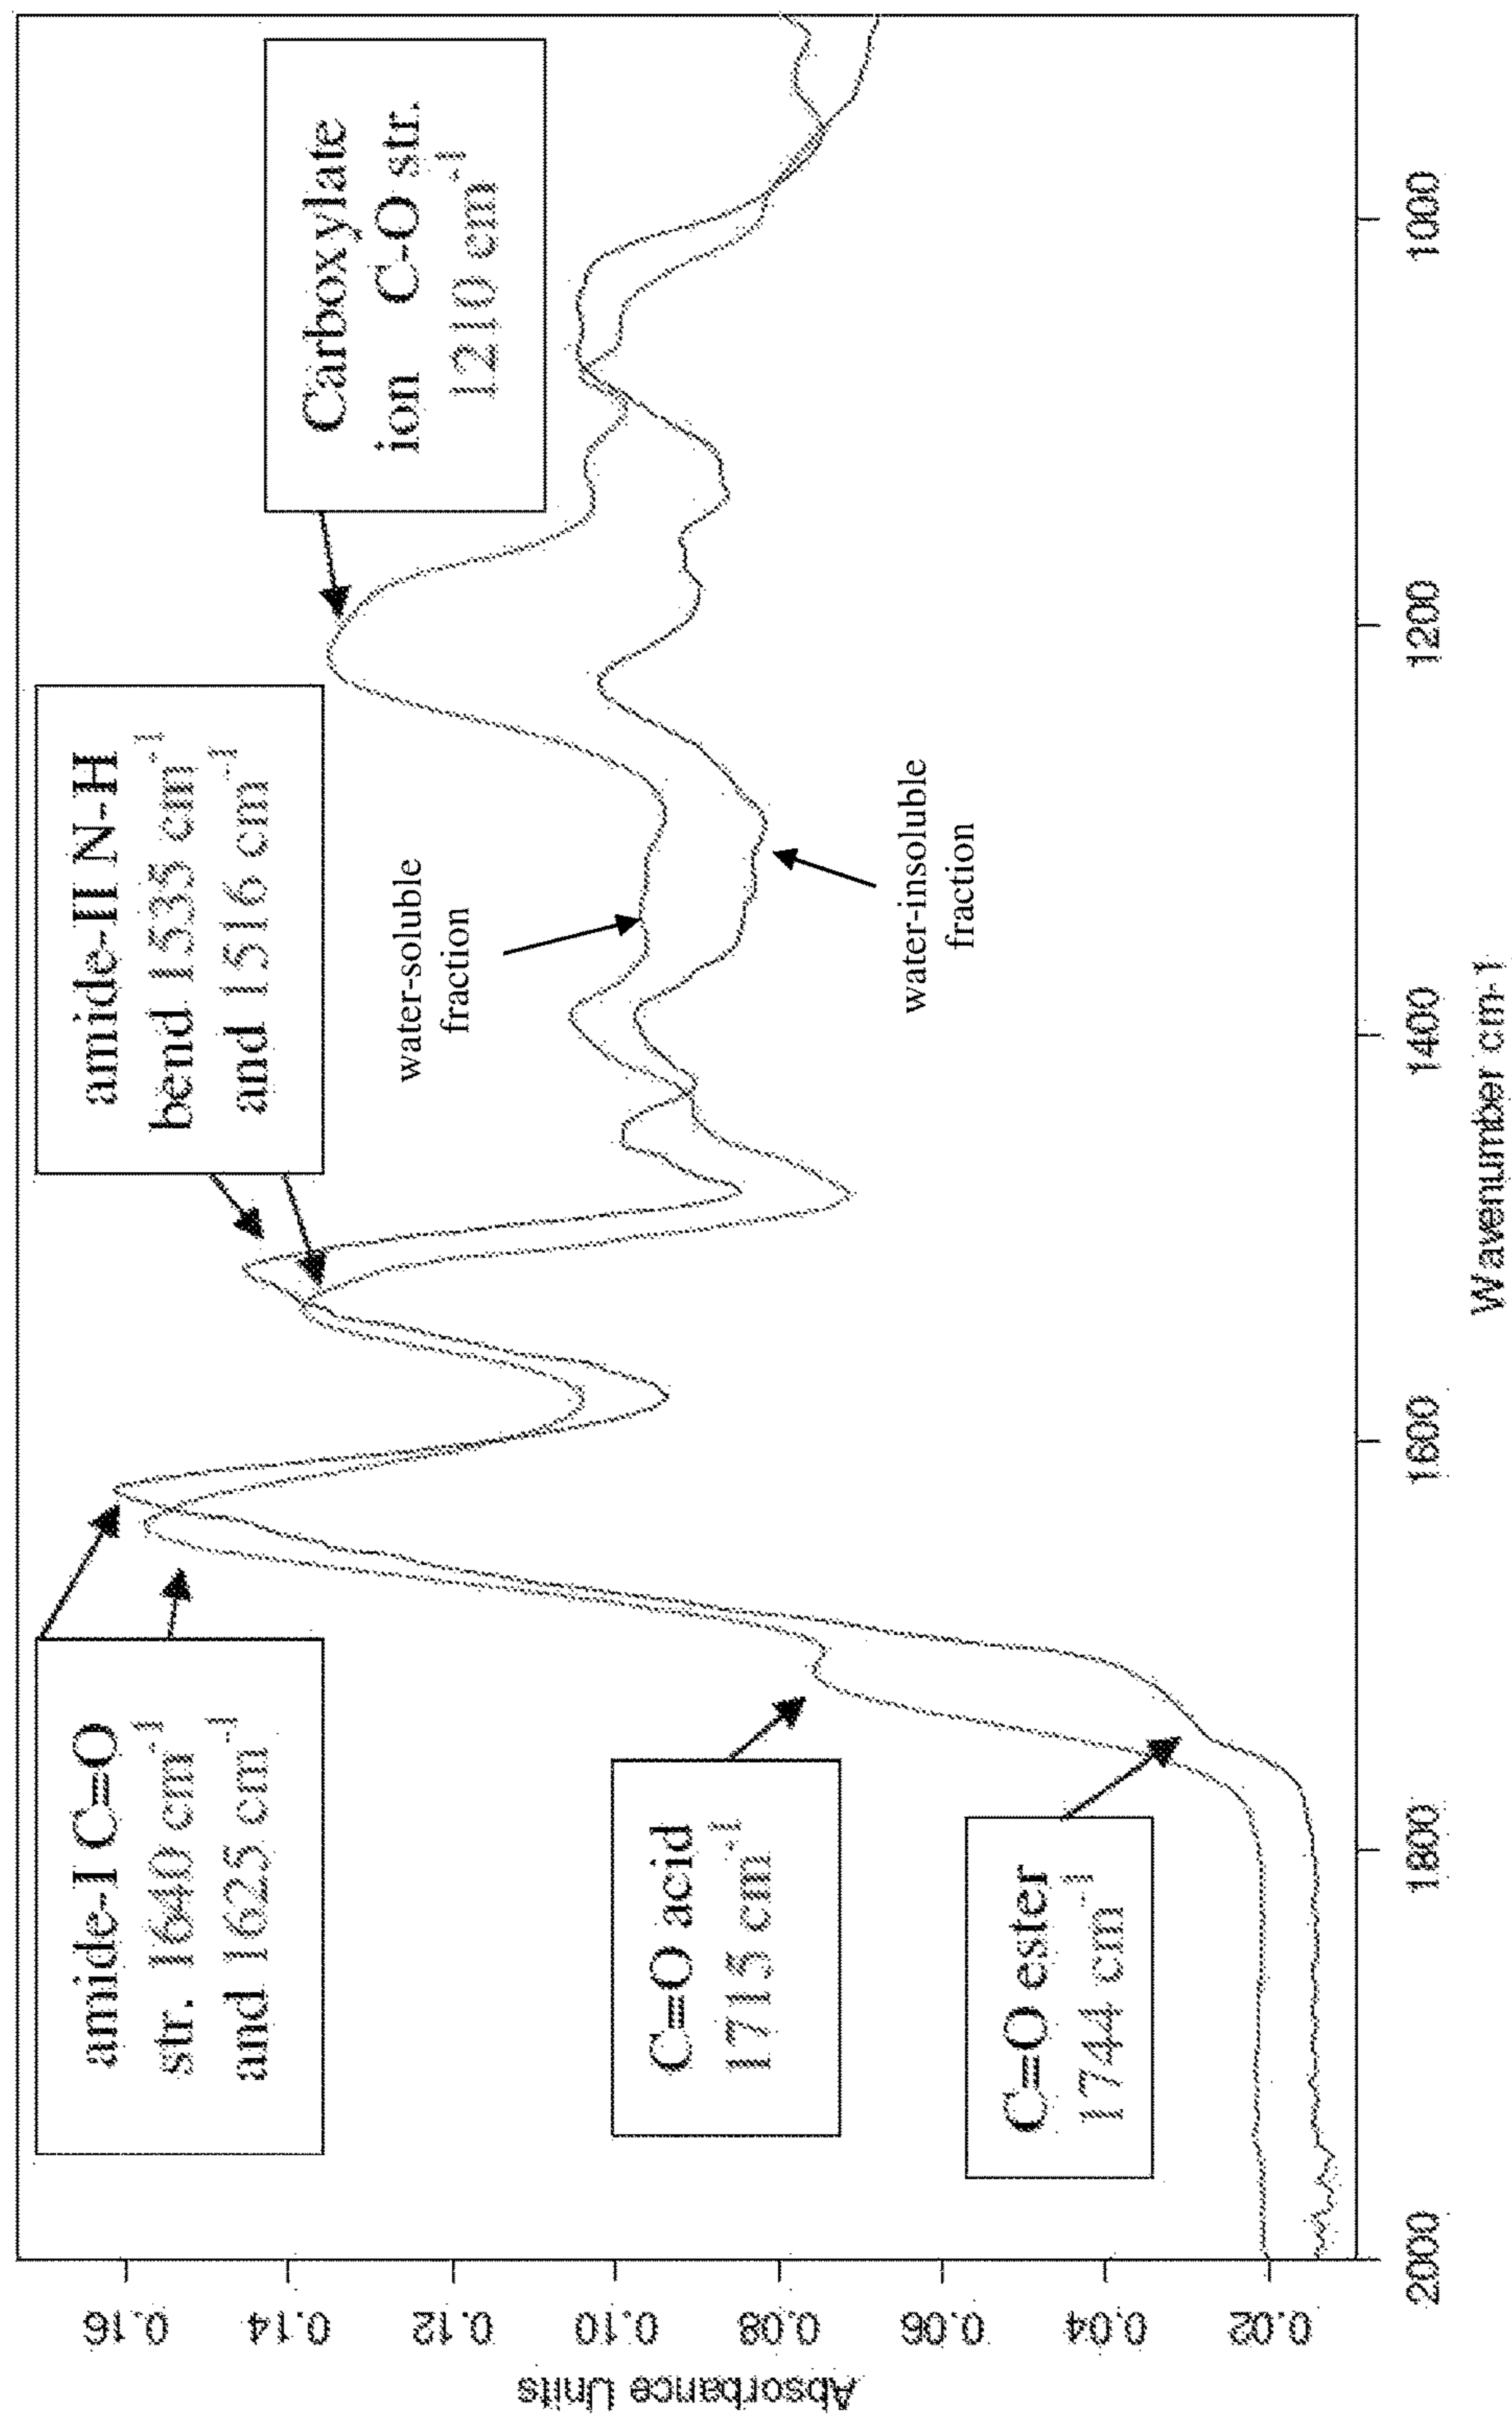 amide-I C=O
str. 1640 cm⁻¹
and 1625 cm⁻¹
amide-II N-H
bend 1535 cm⁻¹
and 1516 cm⁻¹
Carboxylate
ion C-O str.
1210 cm⁻¹
water-soluble
fraction
water-insoluble
fraction
C=O acid
1715 cm⁻¹
C=O ester
1744 cm⁻¹
Absorbance Units
0.16
0.14
0.12
0.10
0.08
0.06
0.04
0.02
2000
1800
1600
1400
1200
1000
Wavenumber cm-1